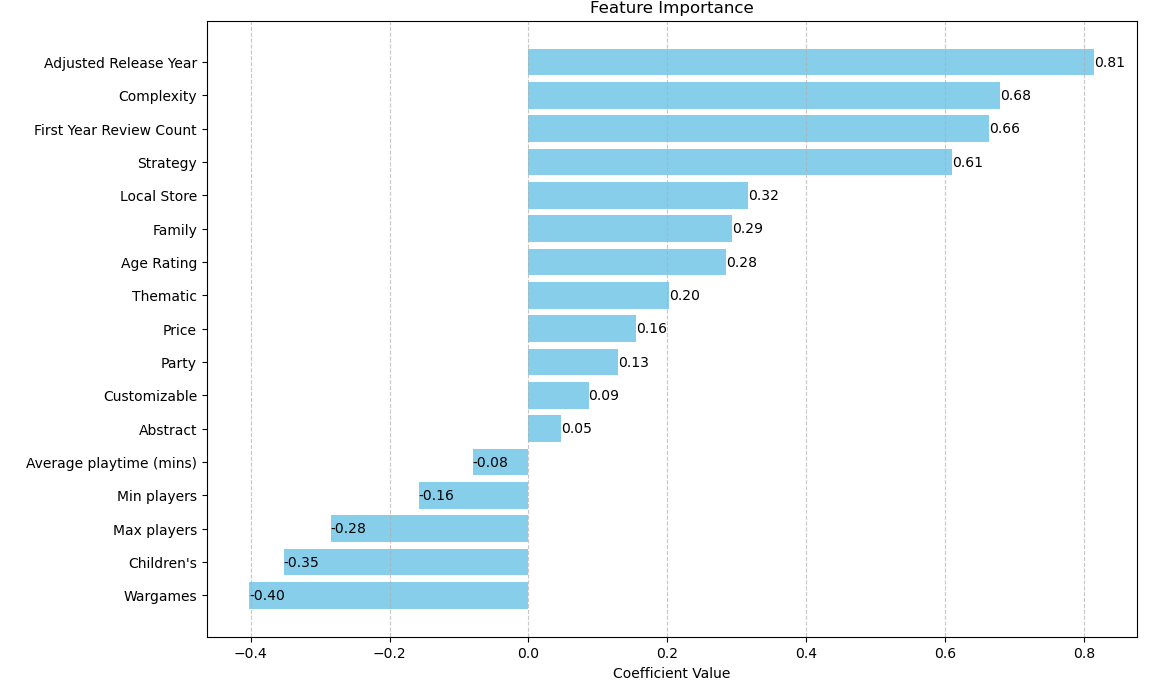 Feature Importance
Adjusted Release Year 0.81
Complexity 0.68
First Year Review Count 0.66
Strategy 0.61
Local Store 0.32
Family 0.29
Age Rating 0.28
Thematic 0.20
Price 0.16
Party 0.13
Customizable 0.09
Abstract 0.05
Average playtime (mins) -0.08
Min players -0.16
Max players -0.28
Children's -0.35
Wargames -0.40
−0.4 −0.2 0.0 0.2 0.4 0.6 0.8
Coefficient Value